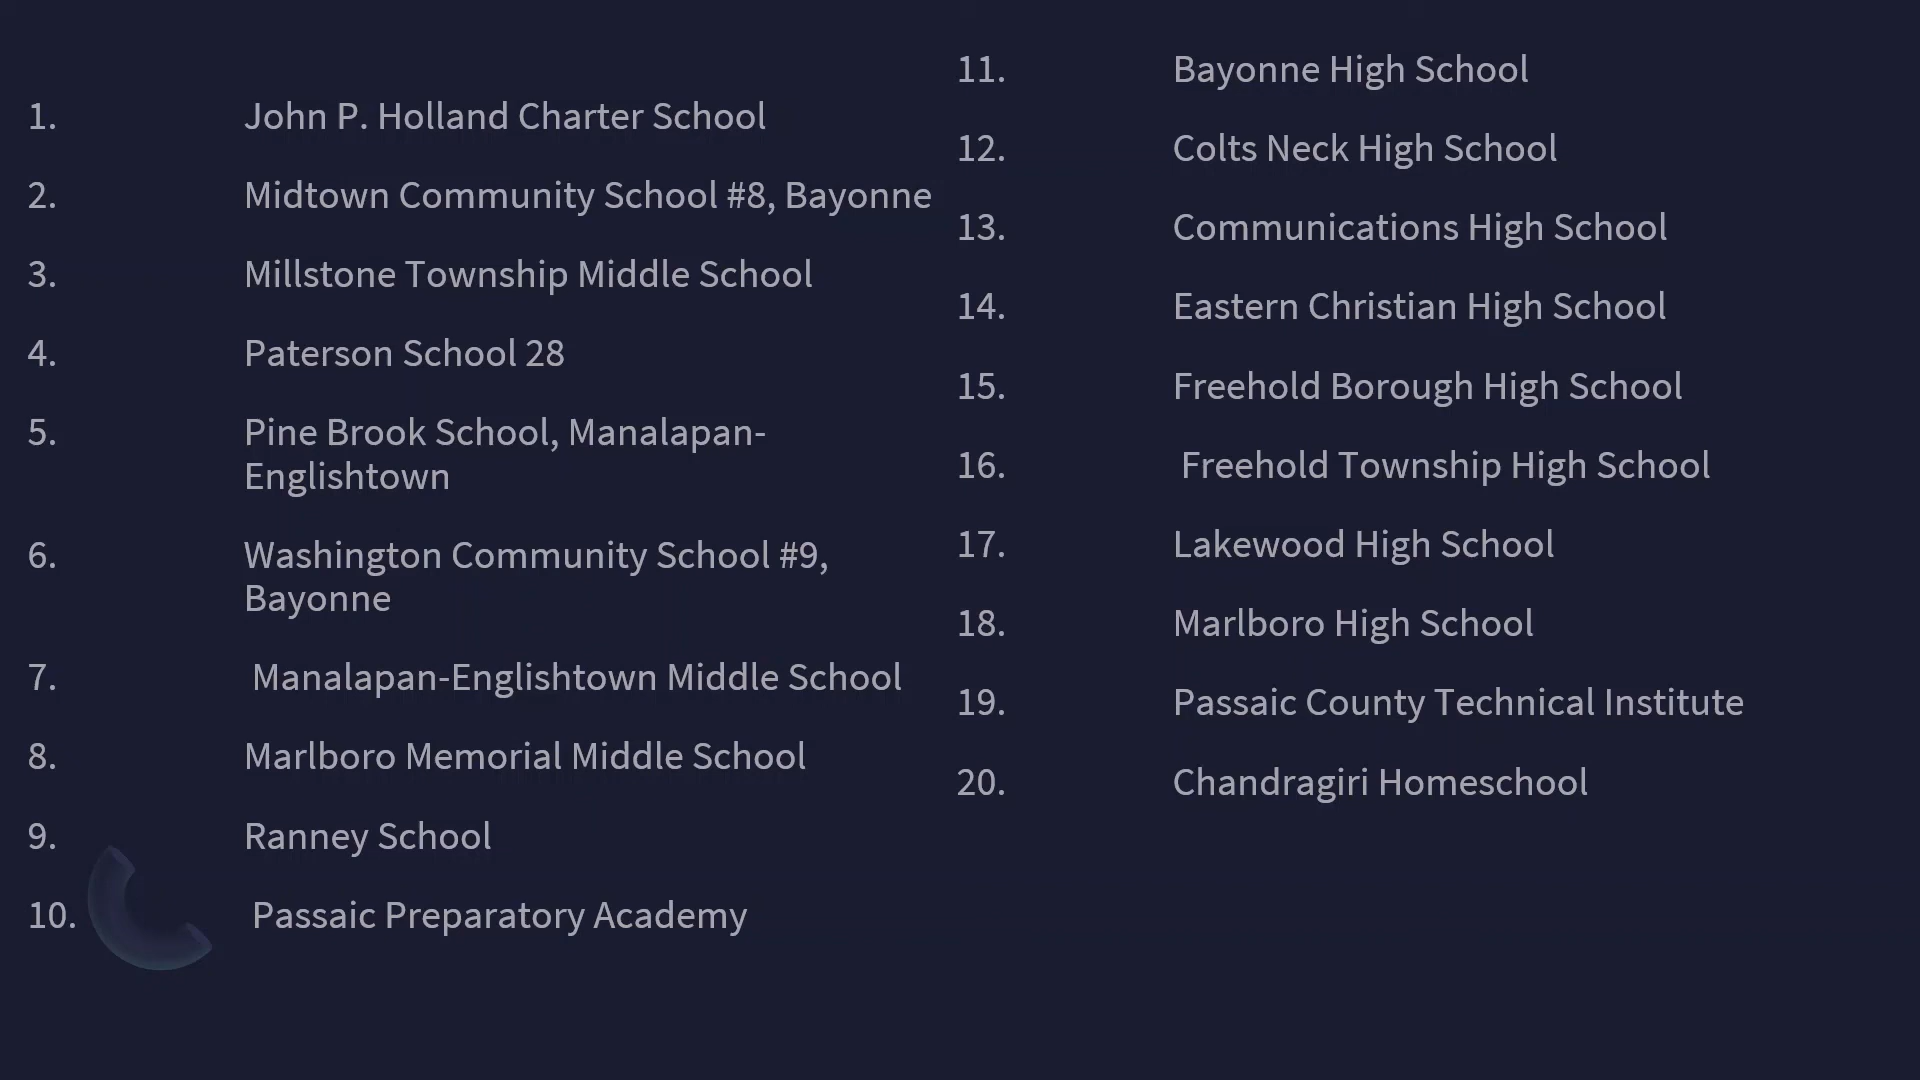 1. John P. Holland Charter School
2. Midtown Community School #8, Bayonne
3. Millstone Township Middle School
4. Paterson School 28
5. Pine Brook School, Manalapan-
Englishtown
6. Washington Community School #9,
Bayonne
7. Manalapan-Englishtown Middle School
8. Marlboro Memorial Middle School
9. Ranney School
10. Passaic Preparatory Academy
11. Bayonne High School
12. Colts Neck High School
13. Communications High School
14. Eastern Christian High School
15. Freehold Borough High School
16. Freehold Township High School
17. Lakewood High School
18. Marlboro High School
19. Passaic County Technical Institute
20. Chandragiri Homeschool